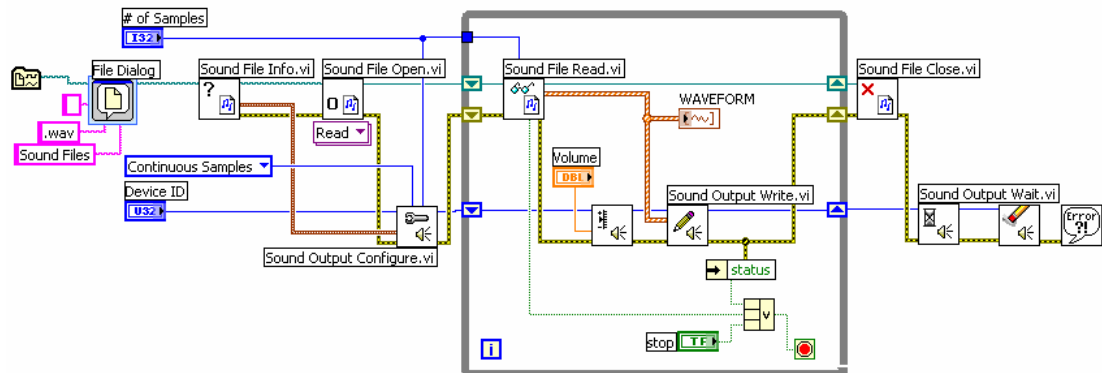 # of Samples
I32
File Dialog
Sound File Info.vi
Sound File Open.vi
Sound File Read.vi
Sound File Close.vi
?
Read
WAVEFORM
.wav
Sound Files
Continuous Samples
Volume
DBL
Device ID
U32
Sound Output Write.vi
Sound Output Wait.vi
Error
?!
Sound Output Configure.vi
status
v
stop
TF
i